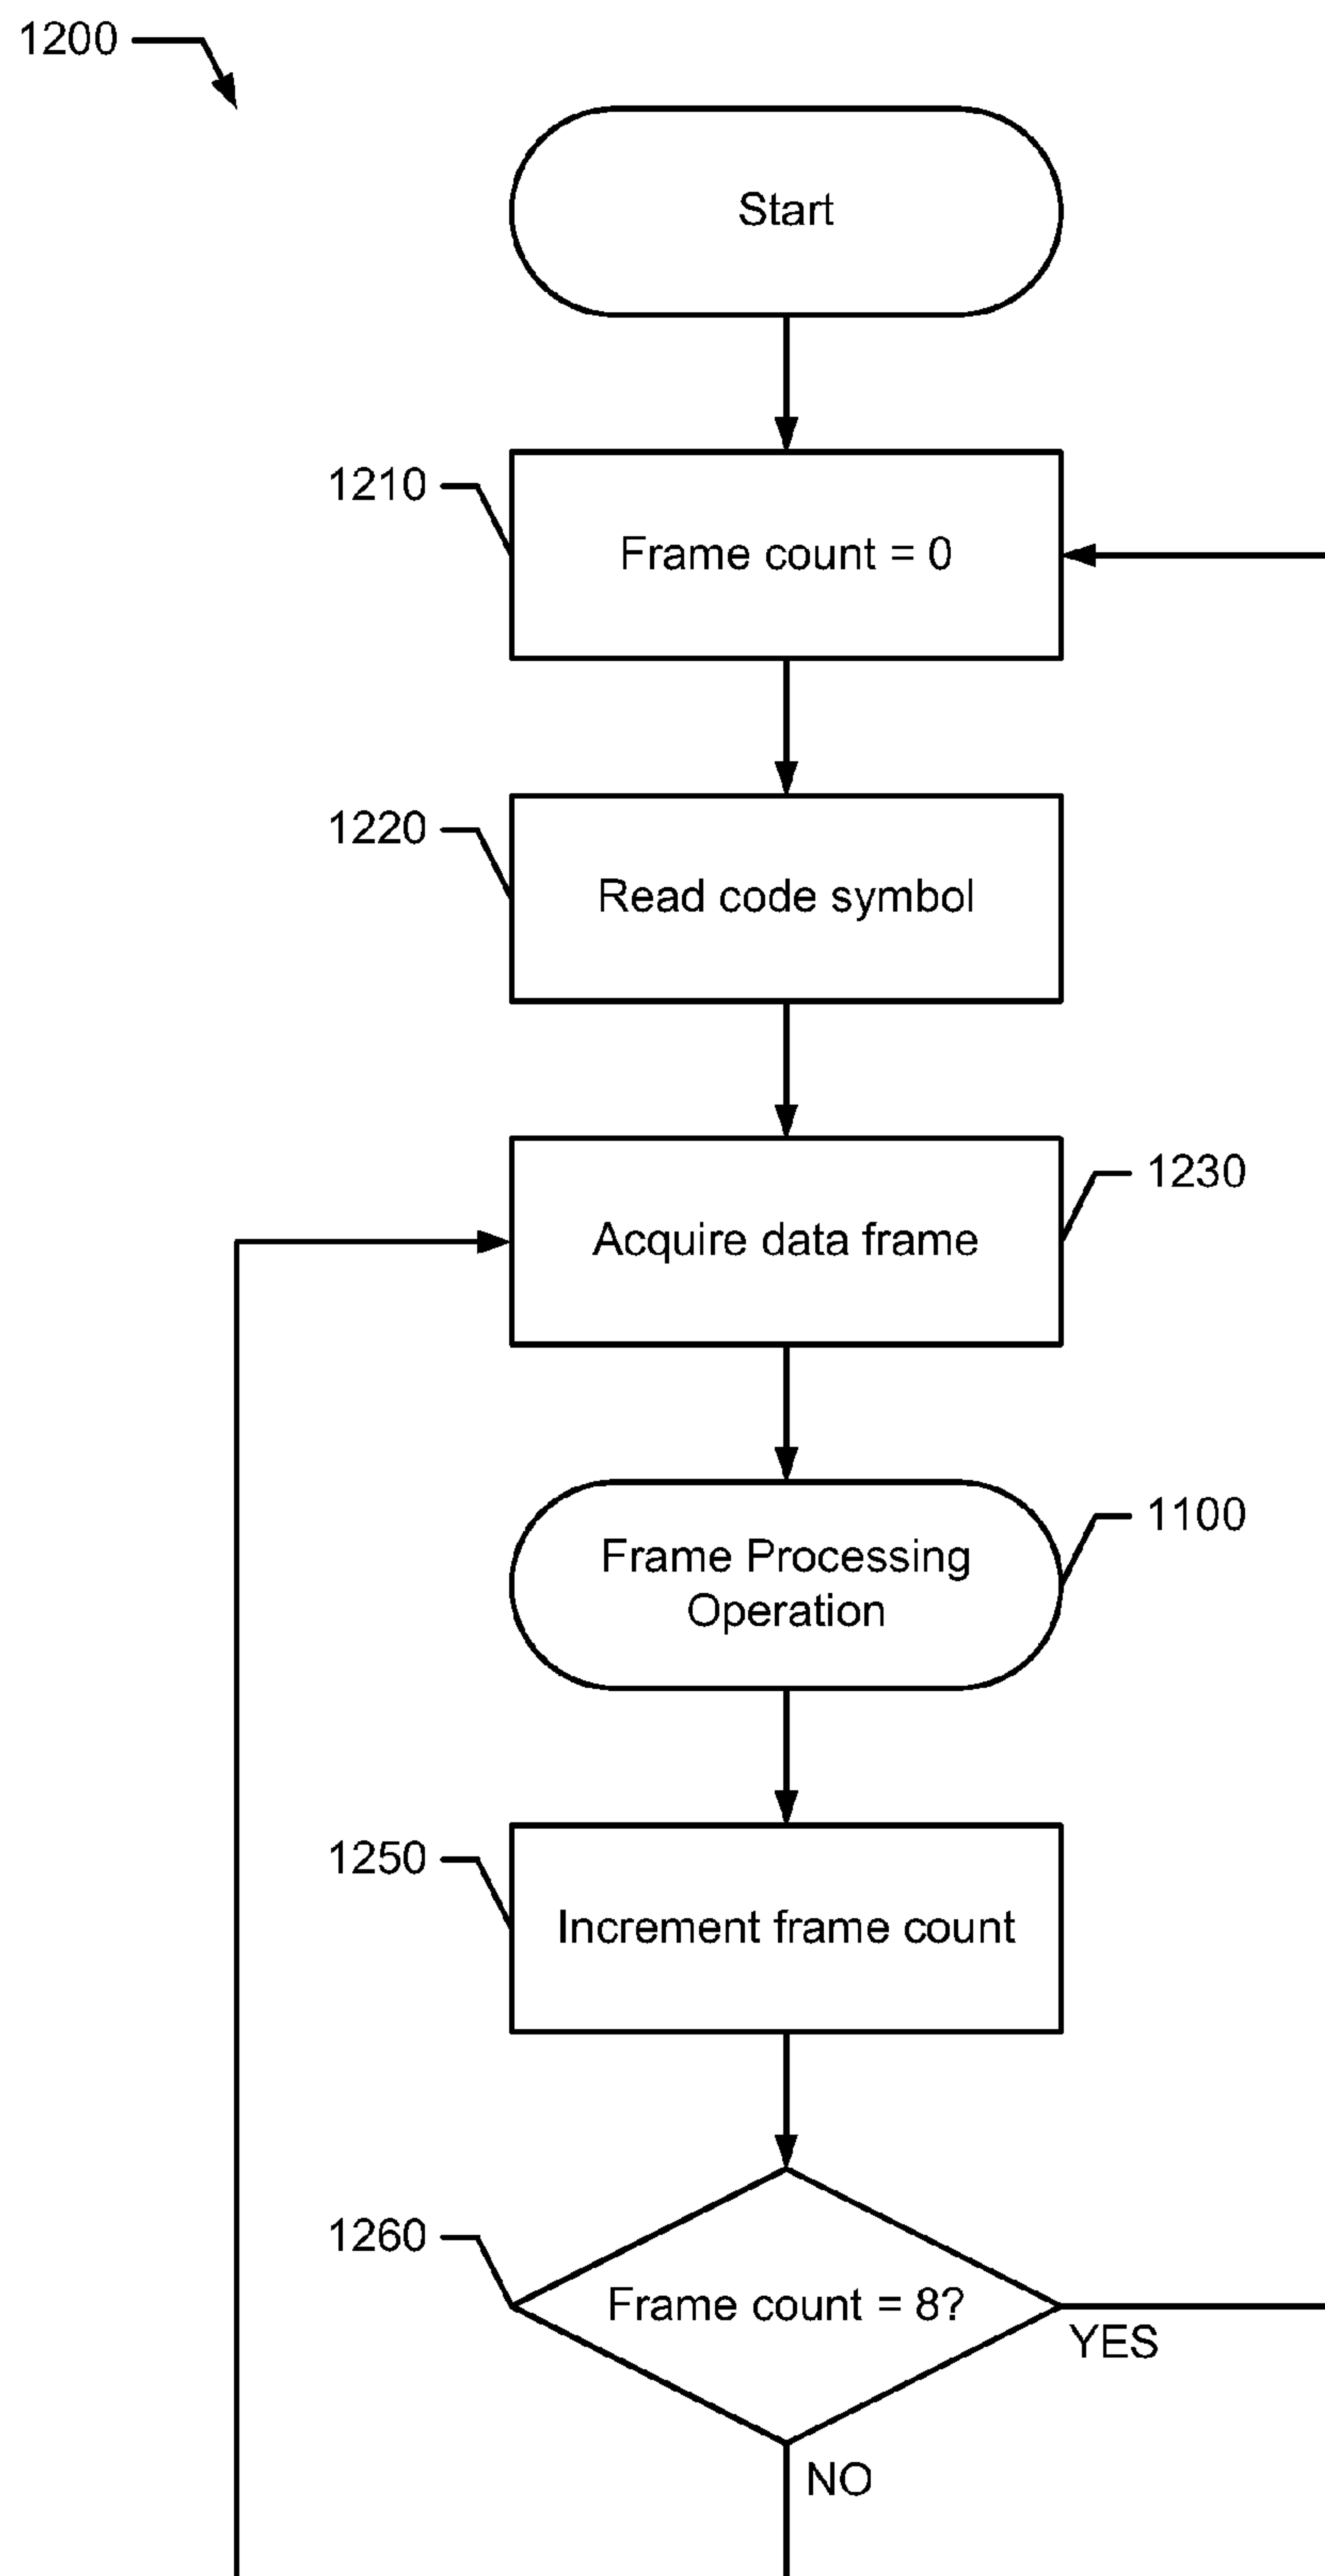 1200
Start
1210
Frame count = 0
1220
Read code symbol
1230
Acquire data frame
1100
Frame Processing
Operation
1250
Increment frame count
1260
Frame count = 8?
YES
NO